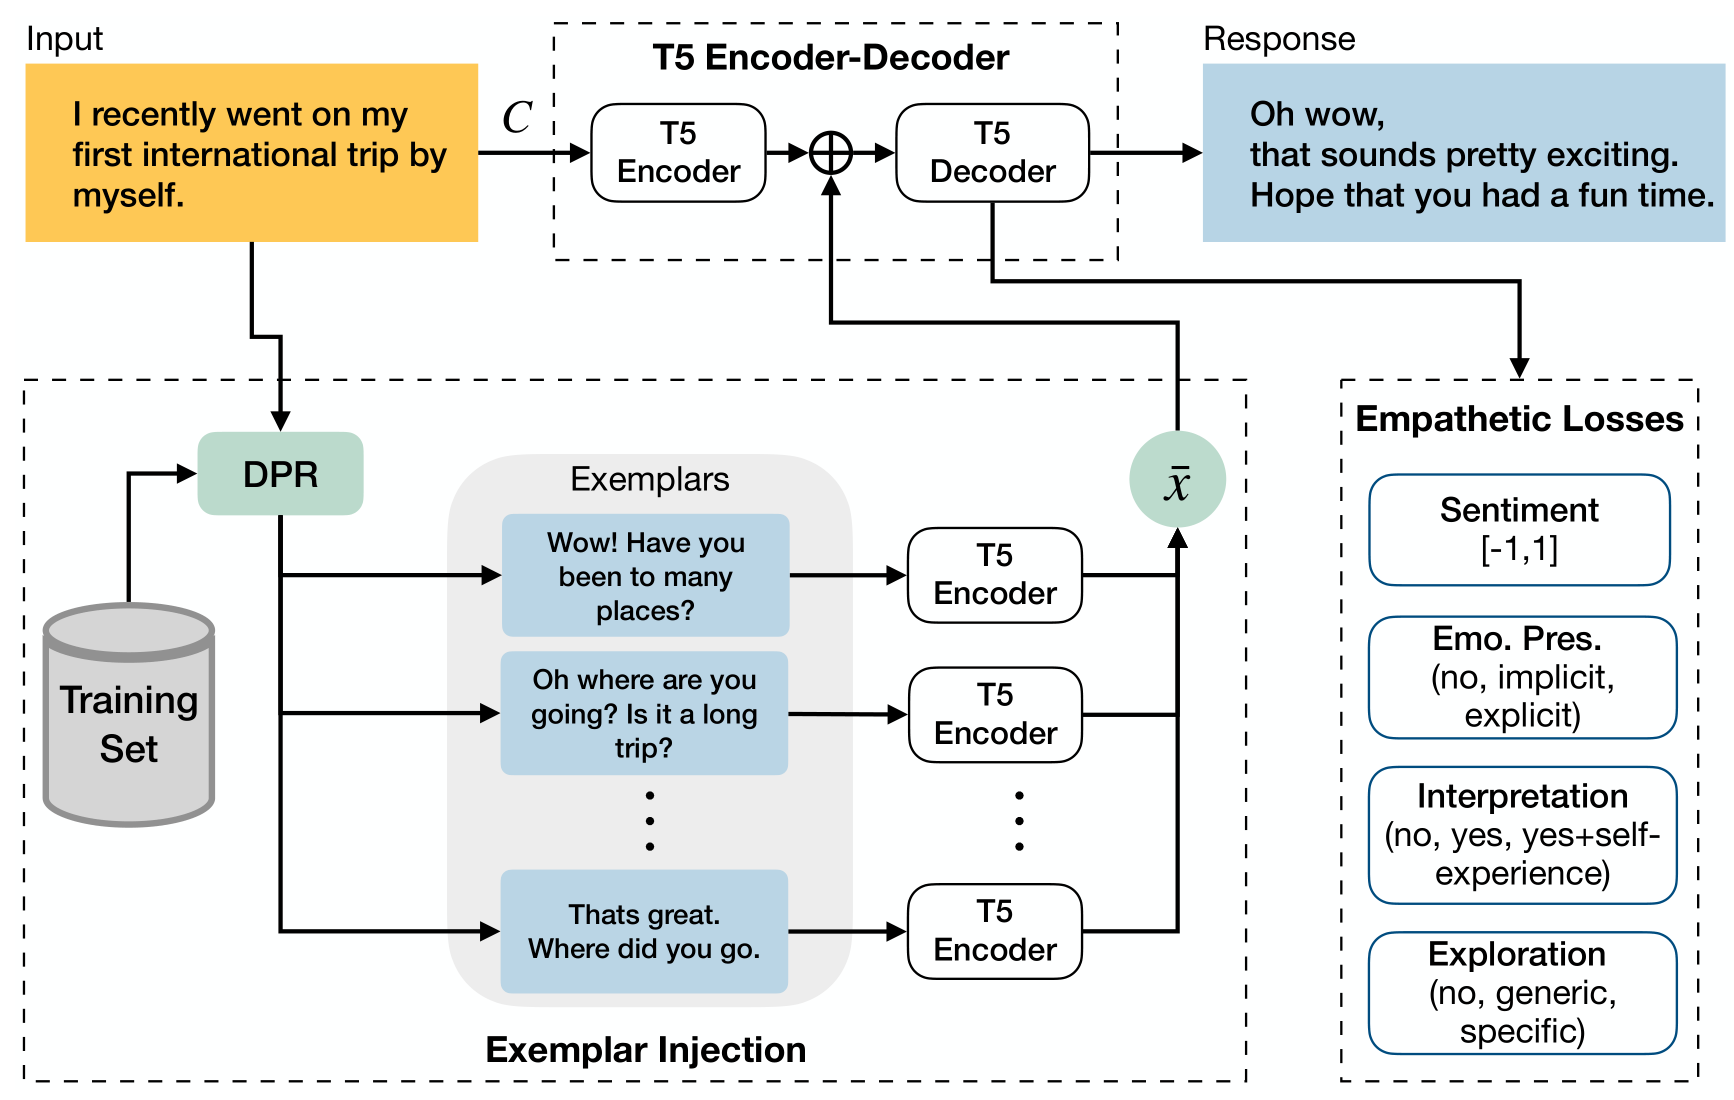 Input
I recently went on my
first international trip by
myself.
C
T5 Encoder-Decoder
T5
Encoder
T5
Decoder
Response
Oh wow,
that sounds pretty exciting.
Hope that you had a fun time.
DPR
Training
Set
Exemplars
Wow! Have you
been to many
places?
Oh where are you
going? Is it a long
trip?
Thats great.
Where did you go.
T5
Encoder
T5
Encoder
T5
Encoder
x̄
Exemplar Injection
Empathetic Losses
Sentiment
[-1,1]
Emo. Pres.
(no, implicit,
explicit)
Interpretation
(no, yes, yes+self-
experience)
Exploration
(no, generic,
specific)